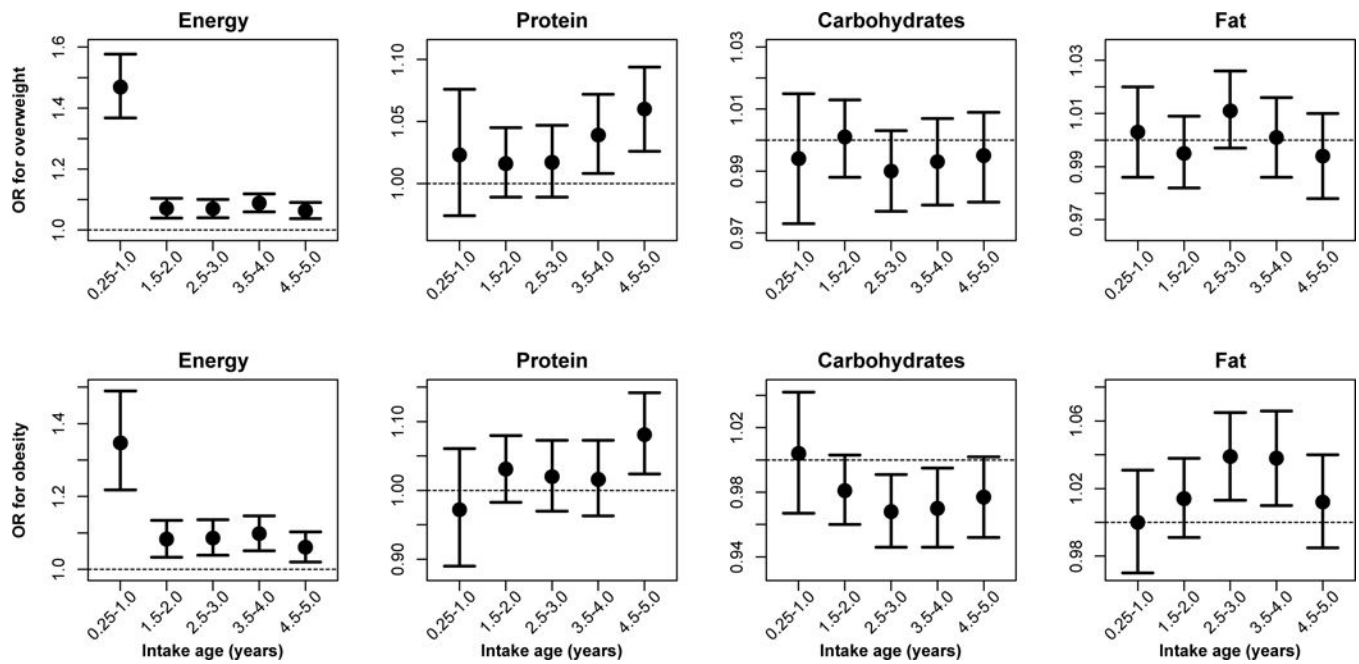 Energy
Protein
Carbohydrates
Fat
OR for overweight
1.0 1.1 1.2 1.4 1.6
1.00 1.05 1.10
0.97 0.99 1.01 1.03
0.97 0.99 1.01 1.03
0.25-1.0 1.5-2.0 2.5-3.0 3.5-4.0 4.5-5.0
0.25-1.0 1.5-2.0 2.5-3.0 3.5-4.0 4.5-5.0
0.25-1.0 1.5-2.0 2.5-3.0 3.5-4.0 4.5-5.0
0.25-1.0 1.5-2.0 2.5-3.0 3.5-4.0 4.5-5.0
Energy
Protein
Carbohydrates
Fat
OR for obesity
1.0 1.1 1.2 1.4
0.90 1.00 1.10
0.94 0.98 1.02
0.98 1.02 1.06
0.25-1.0 1.5-2.0 2.5-3.0 3.5-4.0 4.5-5.0
0.25-1.0 1.5-2.0 2.5-3.0 3.5-4.0 4.5-5.0
0.25-1.0 1.5-2.0 2.5-3.0 3.5-4.0 4.5-5.0
0.25-1.0 1.5-2.0 2.5-3.0 3.5-4.0 4.5-5.0
Intake age (years)
Intake age (years)
Intake age (years)
Intake age (years)